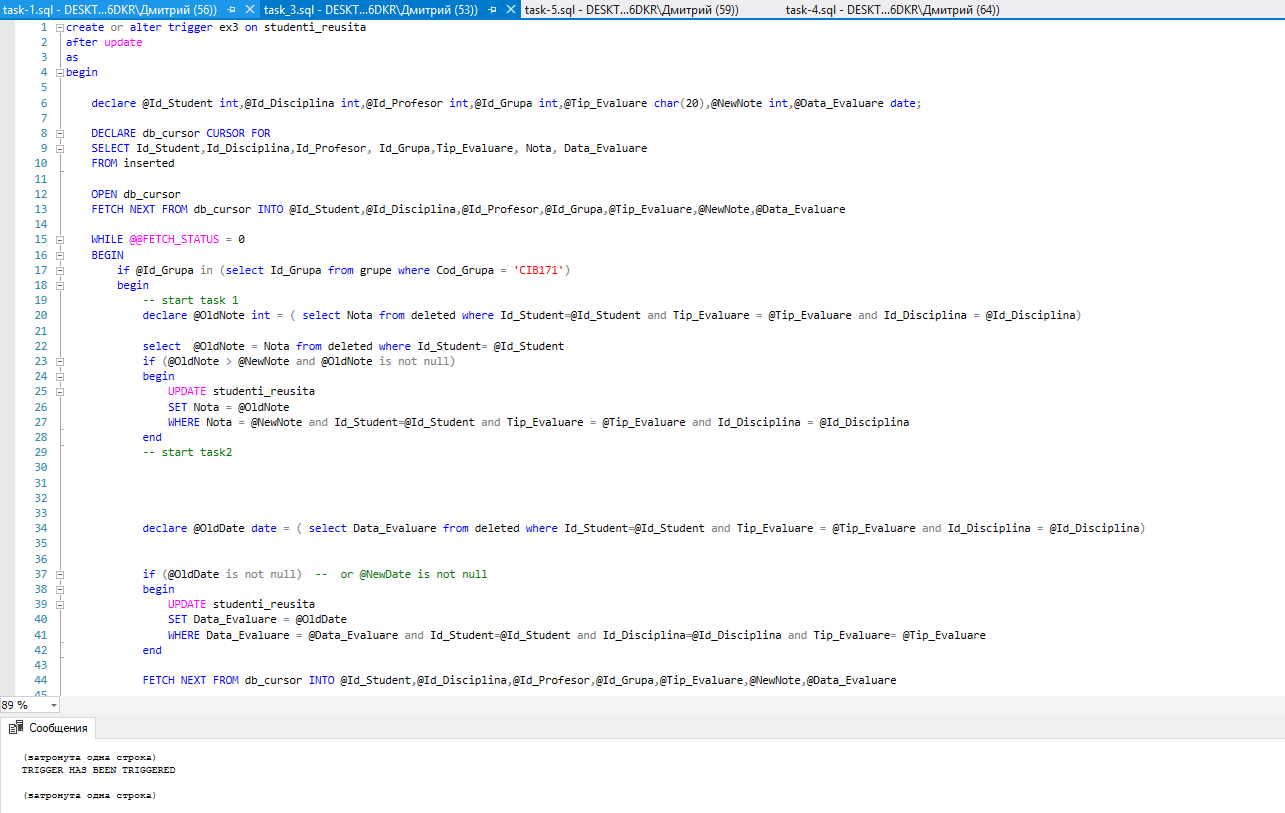 task-1.sql - DESKT...6DKR\Дмитрий (56)) task_3.sql - DESKT...6DKR\Дмитрий (53)) task-5.sql - DESKT...6DKR\Дмитрий (59)) task-4.sql - DESKT...6DKR\Дмитрий (64))
1 create or alter trigger ex3 on studenti_reusita
2 after update
3 as
4 begin
5
6 declare @Id_Student int,@Id_Disciplina int,@Id_Profesor int,@Id_Grupa int,@Tip_Evaluare char(20),@NewNote int,@Data_Evaluare date;
7
8 DECLARE db_cursor CURSOR FOR
9 SELECT Id_Student,Id_Disciplina,Id_Profesor, Id_Grupa,Tip_Evaluare, Nota, Data_Evaluare
10 FROM inserted
11
12 OPEN db_cursor
13 FETCH NEXT FROM db_cursor INTO @Id_Student,@Id_Disciplina,@Id_Profesor,@Id_Grupa,@Tip_Evaluare,@NewNote,@Data_Evaluare
14
15 WHILE @@FETCH_STATUS = 0
16 BEGIN
17 if @Id_Grupa in (select Id_Grupa from grupe where Cod_Grupa = 'CIB171')
18 begin
19 -- start task 1
20 declare @OldNote int = ( select Nota from deleted where Id_Student=@Id_Student and Tip_Evaluare = @Tip_Evaluare and Id_Disciplina = @Id_Disciplina)
21
22 select @OldNote = Nota from deleted where Id_Student= @Id_Student
23 if (@OldNote > @NewNote and @OldNote is not null)
24 begin
25 UPDATE studenti_reusita
26 SET Nota = @OldNote
27 WHERE Nota = @NewNote and Id_Student=@Id_Student and Tip_Evaluare = @Tip_Evaluare and Id_Disciplina = @Id_Disciplina
28 end
29 -- start task2
30
31
32
33
34 declare @OldDate date = ( select Data_Evaluare from deleted where Id_Student=@Id_Student and Tip_Evaluare = @Tip_Evaluare and Id_Disciplina = @Id_Disciplina)
35
36
37 if (@OldDate is not null) -- or @NewDate is not null
38 begin
39 UPDATE studenti_reusita
40 SET Data_Evaluare = @OldDate
41 WHERE Data_Evaluare = @Data_Evaluare and Id_Student=@Id_Student and Id_Disciplina=@Id_Disciplina and Tip_Evaluare= @Tip_Evaluare
42 end
43
44 FETCH NEXT FROM db_cursor INTO @Id_Student,@Id_Disciplina,@Id_Profesor,@Id_Grupa,@Tip_Evaluare,@NewNote,@Data_Evaluare
45
89 %
Сообщения
(затронута одна строка)
TRIGGER HAS BEEN TRIGGERED
(затронута одна строка)